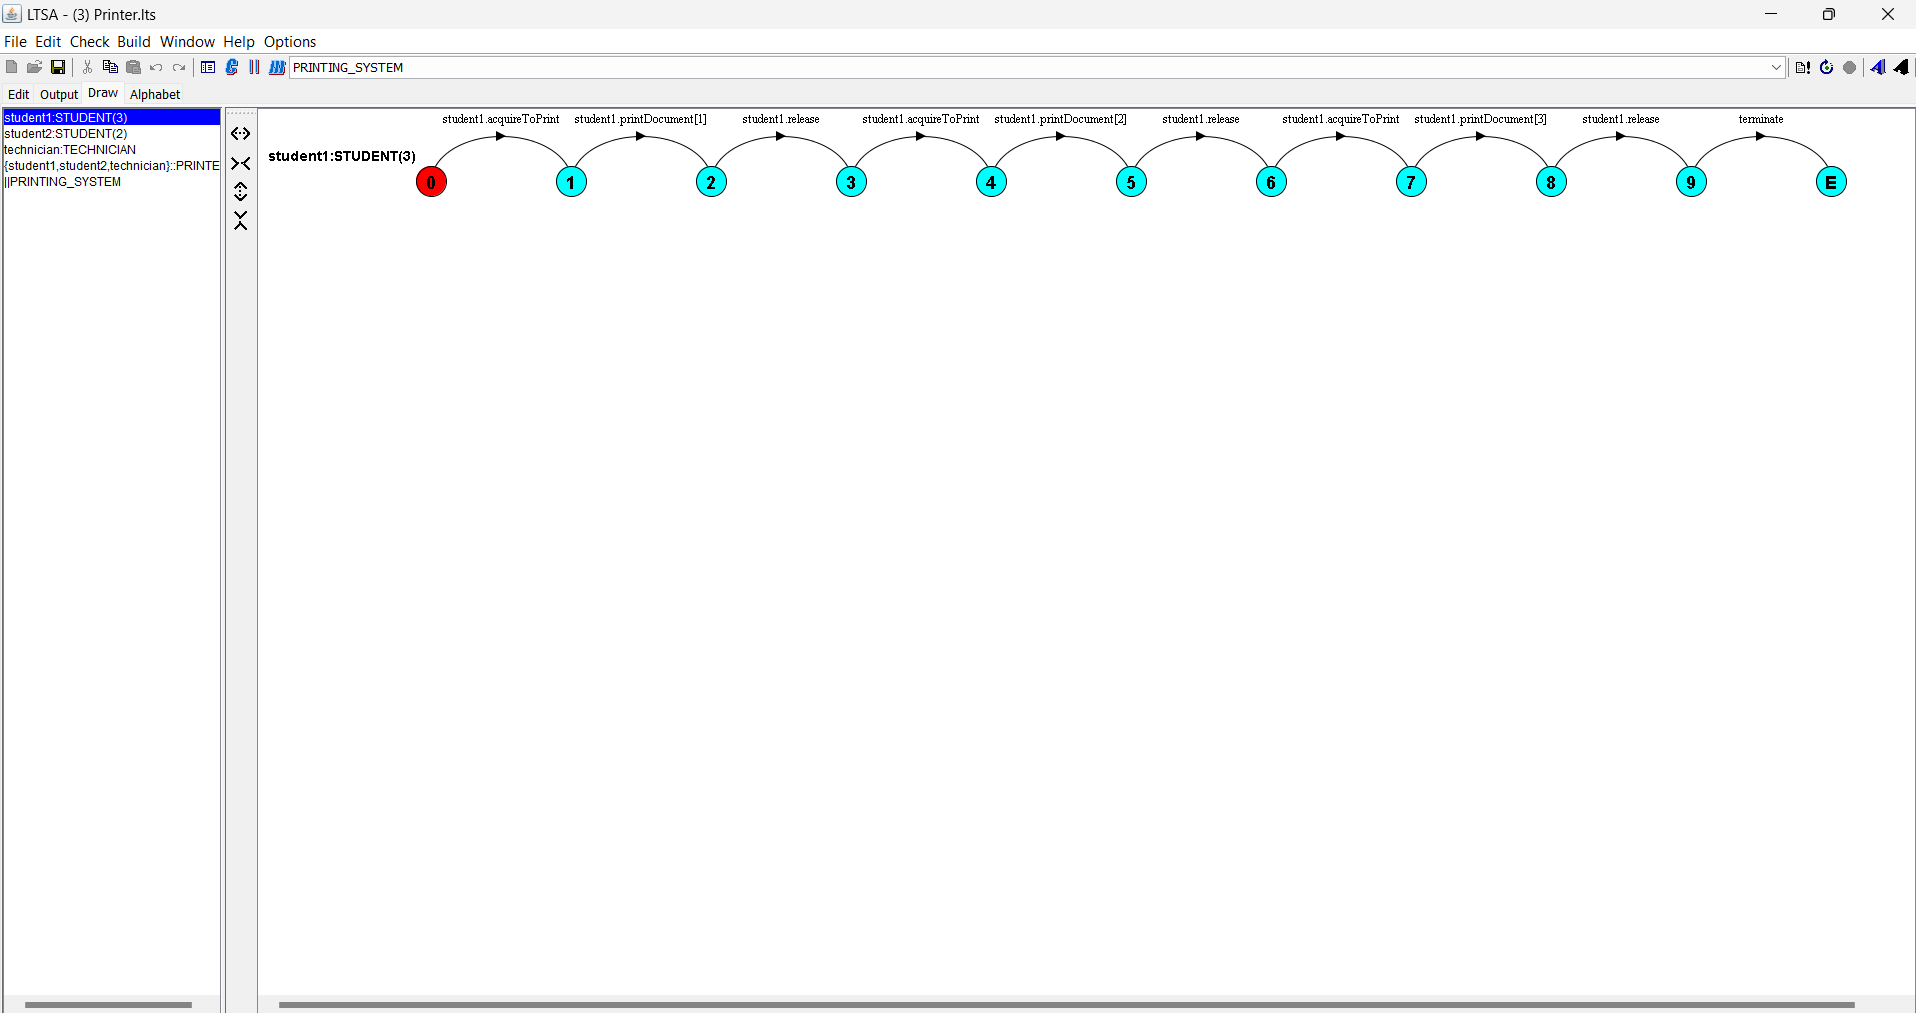 LTSA - (3) Printer.lts
File Edit Check Build Window Help Options
PRINTING_SYSTEM
Edit Output Draw Alphabet
student1:STUDENT(3)
student2:STUDENT(2)
technician:TECHNICIAN
{student1,student2,technician}::PRINTE
||PRINTING_SYSTEM
student1.acquireToPrint student1.printDocument[1] student1.release student1.acquireToPrint student1.printDocument[2] student1.release student1.acquireToPrint student1.printDocument[3] student1.release terminate
student1:STUDENT(3)
0 1 2 3 4 5 6 7 8 9 E